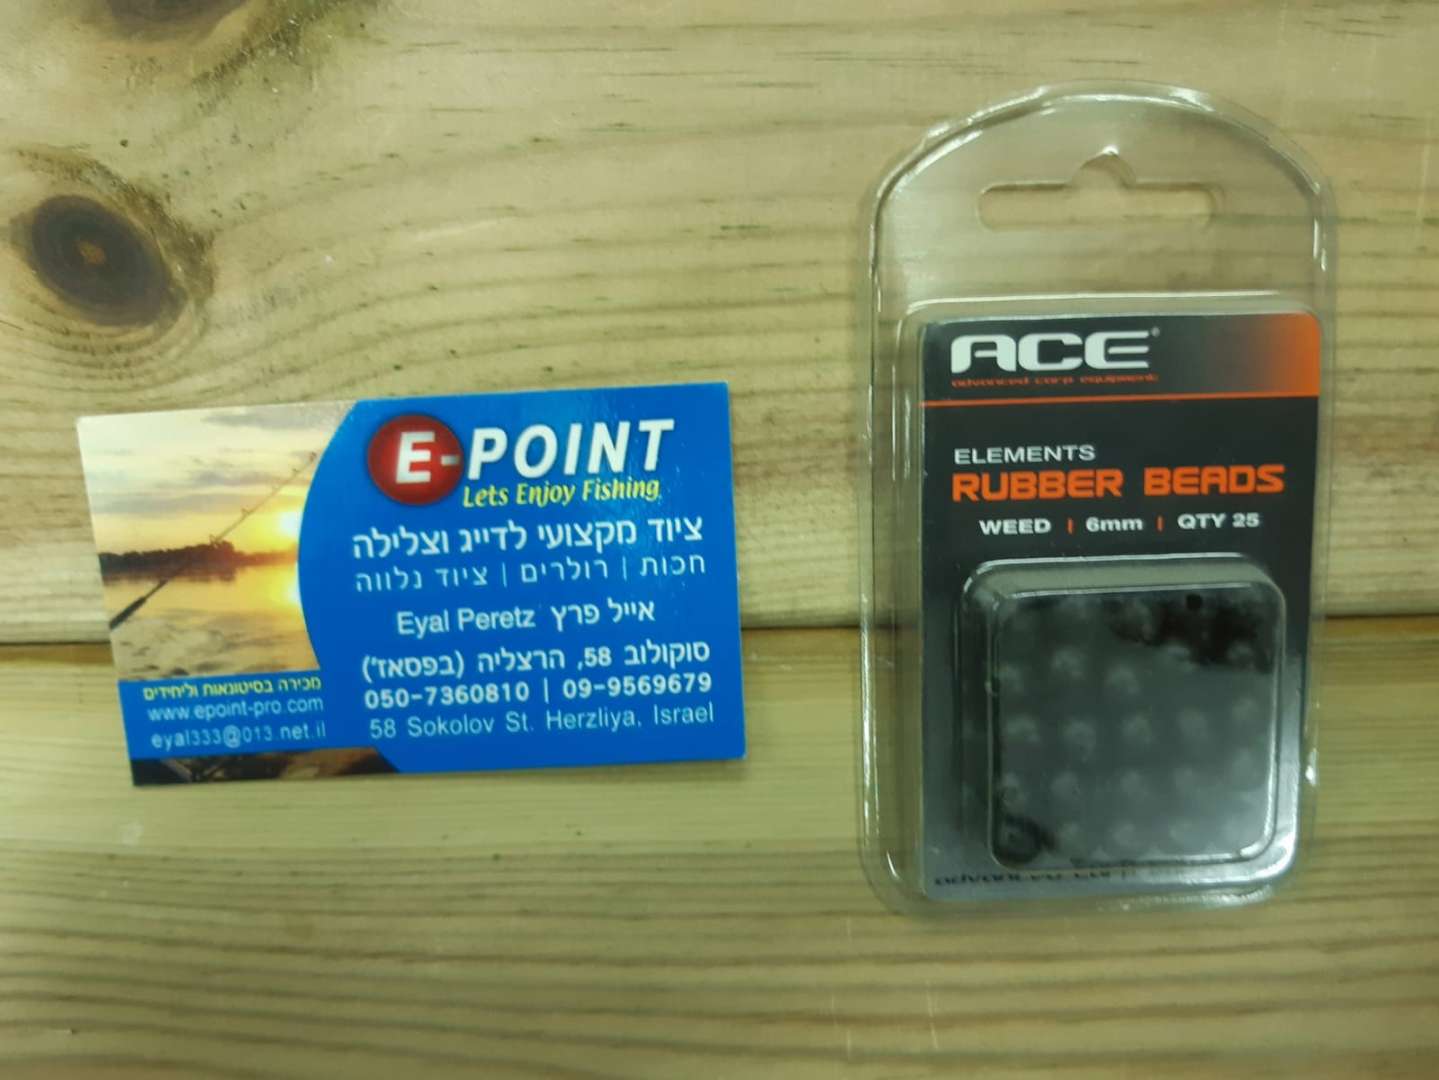 E-POINT
Lets Enjoy Fishing
ציוד מקצועי לדייג וצלילה
חכות | רולרים | ציוד נלווה
אייל פרץ Eyal Peretz
סוקולוב 58, הרצליה (בפסאז')
050-7360810 | 09-9569679
58 Sokolov St. Herzliya, Israel
מכירה בסיטונאות וליחידים
www.epoint-pro.com
eyal333@013.net.il
ACE®
advanced carp equipment
ELEMENTS
RUBBER BEADS
WEED | 6mm | QTY 25
advanced carp